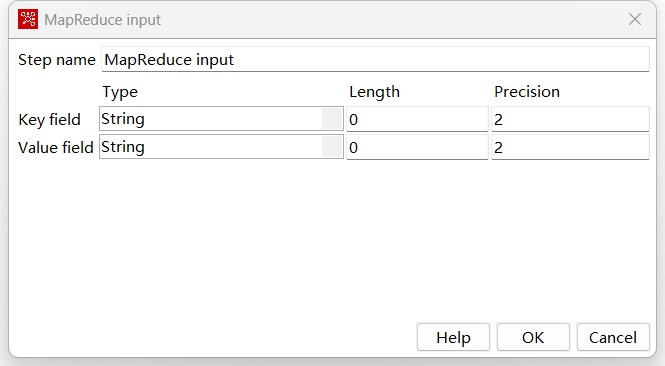 MapReduce input
Step name MapReduce input
Type Length Precision
Key field String 0 2
Value field String 0 2
Help OK Cancel